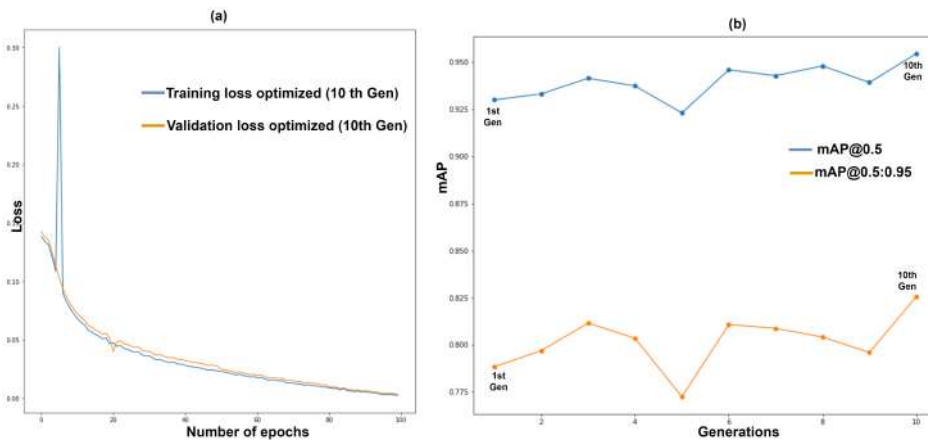 (a)
0.30
0.25
0.20
0.15
0.10
0.05
0.00
Loss
Training loss optimized (10 th Gen)
Validation loss optimized (10th Gen)
0
20
40
60
80
100
Number of epochs
(b)
0.950
0.925
0.900
0.875
0.850
0.825
0.800
0.775
mAP
1st
Gen
10th
Gen
mAP@0.5
mAP@0.5:0.95
10th
Gen
1st
Gen
2
4
6
8
10
Generations